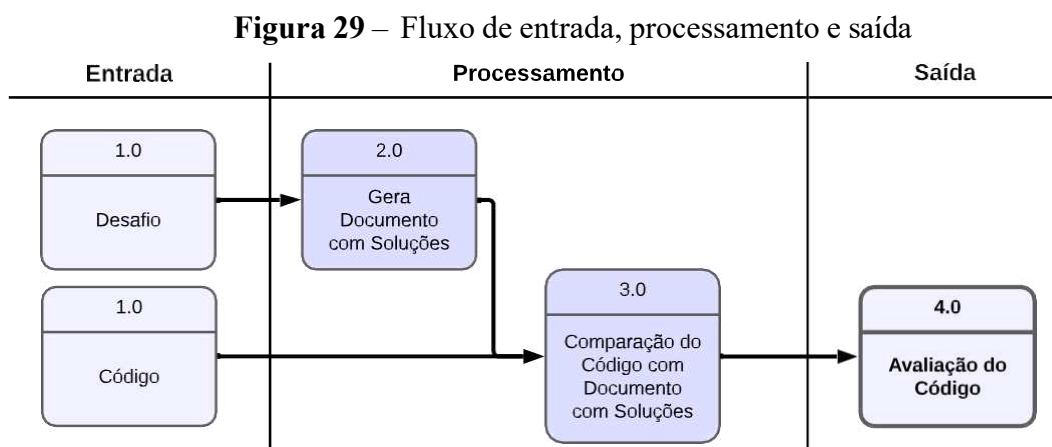 Figura 29 – Fluxo de entrada, processamento e saída
Entrada
Processamento
Saída
1.0
Desafio
2.0
Gera
Documento
com Soluções
1.0
Código
3.0
Comparação do
Código com
Documento
com Soluções
4.0
Avaliação do
Código